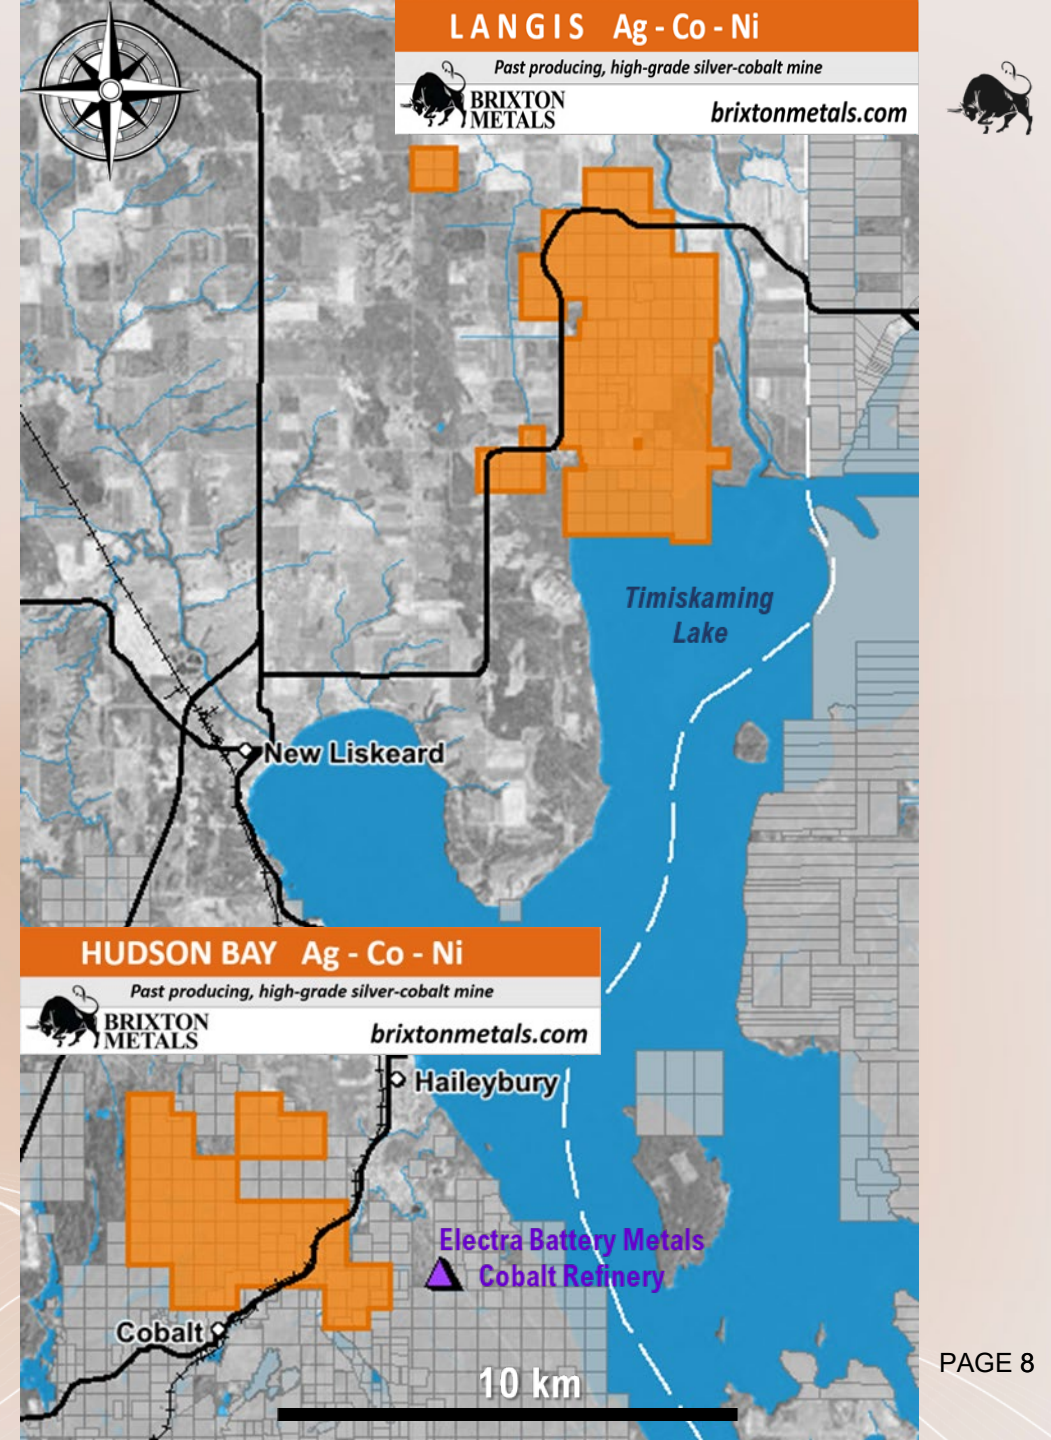 LANGIS Ag - Co - Ni
Past producing, high-grade silver-cobalt mine
BRIXTON
METALS
brixtonmetals.com
Timiskaming
Lake
New Liskeard
HUDSON BAY Ag - Co - Ni
Past producing, high-grade silver-cobalt mine
BRIXTON
METALS
brixtonmetals.com
Haileybury
Electra Battery Metals
Cobalt Refinery
Cobalt
10 km
PAGE 8